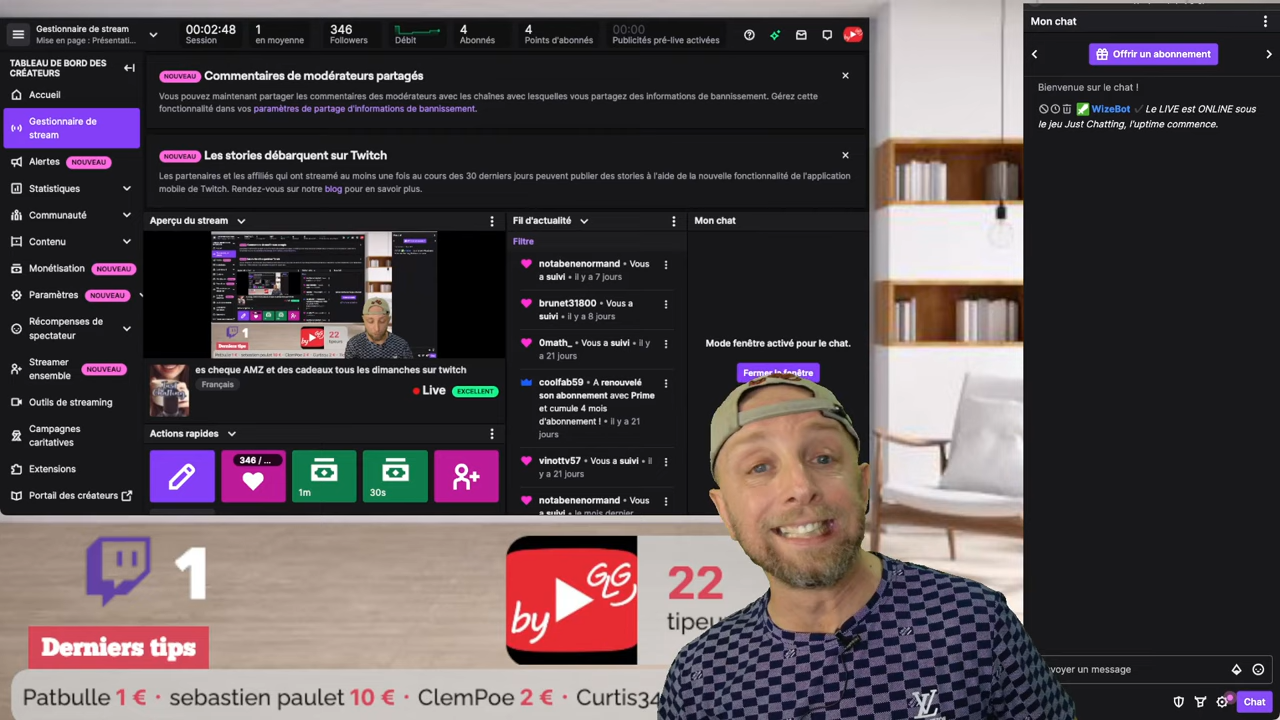 Gestionnaire de stream
Mise en page : Présentati...
00:02:48
Session
1
en moyenne
346
Followers
Débit
4
Abonnés
4
Points d'abonnés
00:00
Publicités pré-live activées
TABLEAU DE BORD DES
CRÉATEURS
Accueil
Gestionnaire de
stream
Alertes NOUVEAU
Statistiques
Communauté
Contenu
Monétisation NOUVEAU
Paramètres NOUVEAU
Récompenses de
spectateur
Streamer
ensemble NOUVEAU
Outils de streaming
Campagnes
caritatives
Extensions
Portail des créateurs
NOUVEAU Commentaires de modérateurs partagés
Vous pouvez maintenant partager les commentaires des modérateurs avec les chaînes avec lesquelles vous partagez des informations de bannissement. Gérez cette
fonctionnalité dans vos paramètres de partage d'informations de bannissement.
NOUVEAU Les stories débarquent sur Twitch
Les partenaires et les affiliés qui ont streamé au moins une fois au cours des 30 derniers jours peuvent publier des stories à l'aide de la nouvelle fonctionnalité de l'application
mobile de Twitch. Rendez-vous sur notre blog pour en savoir plus.
Aperçu du stream
1
22
Derniers tips
es cheque AMZ et des cadeaux tous les dimanches sur twitch
Français
Live EXCELLENT
Actions rapides
346 / ...
1m
30s
Fil d'actualité
Filtre
notabenenormand • Vous
a suivi • il y a 7 jours
brunet31800 • Vous a
suivi • il y a 8 jours
0math_ • Vous a suivi • il y
a 21 jours
coolfab59 • A renouvelé
son abonnement avec Prime
et cumule 4 mois
d'abonnement ! • il y a 21
jours
vinottv57 • Vous a suivi • il
y a 21 jours
notabenenormand • Vous
a suivi • le mois dernier
Mon chat
Mode fenêtre activé pour le chat.
Fermer la fenêtre
Mon chat
Offrir un abonnement
Bienvenue sur le chat !
WizeBot Le LIVE est ONLINE sous
le jeu Just Chatting, l'uptime commence.
voyer un message
Chat
1
by GLG
22
tipeu
Derniers tips
Patbulle 1 € • sebastien paulet 10 € • ClemPoe 2 € • Curtis34
LV